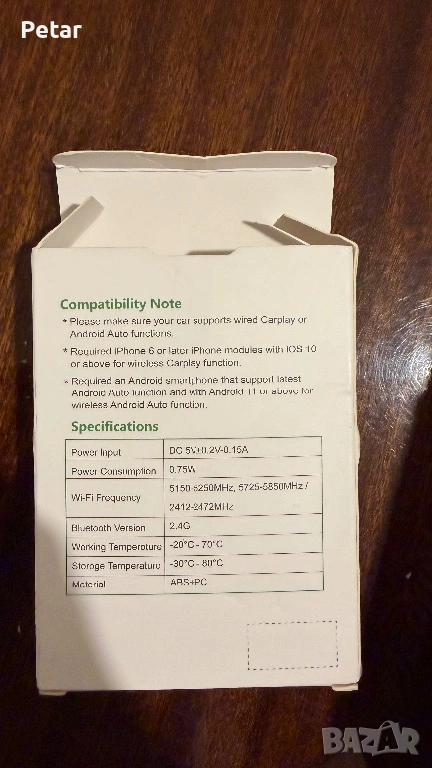 Petar
Compatibility Note
* Please make sure your car supports wired Carplay or
Android Auto functions.
* Required iPhone 6 or later iPhone modules with IOS 10
or above for wireless Carplay function.
* Required an Android smartphone that support latest
Android Auto function and with Android 11 or above for
wireless Android Auto function.
Specifications
Power Input DC 5V±0.2V-0.15A
Power Consumption 0.75W
Wi-Fi Frequency 5150-5250MHz, 5725-5850MHz /
2412-2472MHz
Bluetooth Version 2.4G
Working Temperature -20°C - 70°C
Storage Temperature -30°C - 80°C
Material ABS+PC
BAZAR